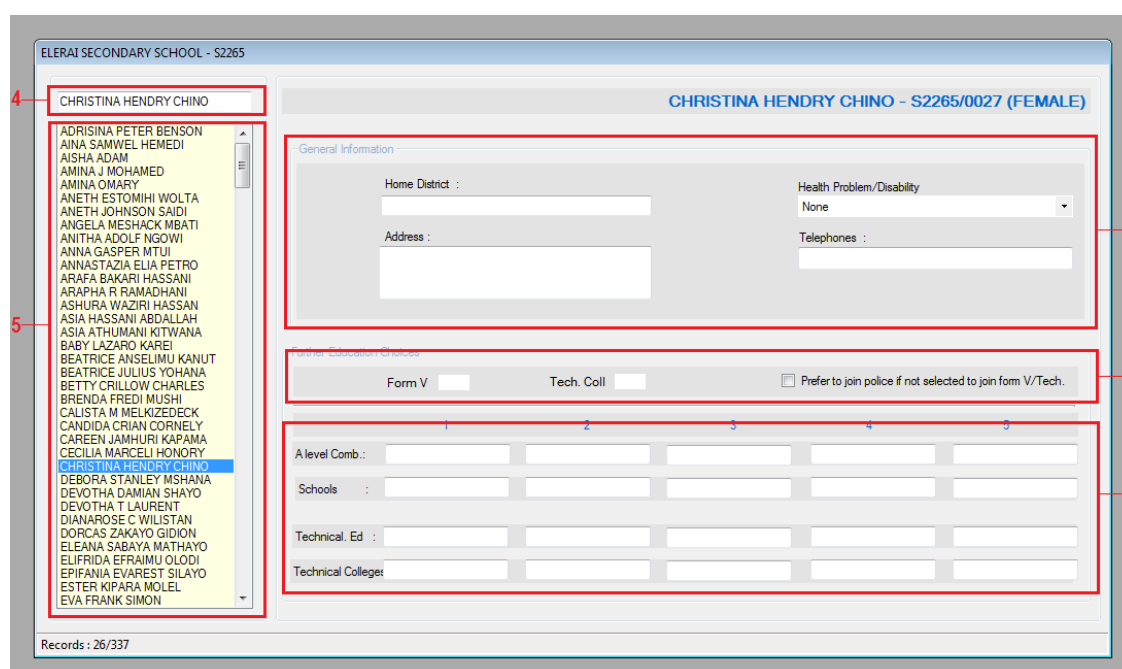 ELERAI SECONDARY SCHOOL - S2265
4
CHRISTINA HENDRY CHINO
CHRISTINA HENDRY CHINO - S2265/0027 (FEMALE)
5
ADRISINA PETER BENSON
AINA SAMWEL HEMEDI
AISHA ADAM
AMINA J MOHAMED
AMINA OMARY
ANETH ESTOMIHI WOLTA
ANETH JOHNSON SAIDI
ANGELA MESHACK MBATI
ANITHA ADOLF NGOWI
ANNA GASPER MTUI
ANNASTAZIA ELIA PETRO
ARAFA BAKARI HASSANI
ARAPHA R RAMADHANI
ASHURA WAZIRI HASSAN
ASIA HASSANI ABDALLAH
ASIA ATHUMANI KITWANA
BABY LAZARO KAREI
BEATRICE ANSELIMU KANUT
BEATRICE JULIUS YOHANA
BETTY CRILLOW CHARLES
BRENDA FREDI MUSHI
CALISTA M MELKIZEDECK
CANDIDA CRIAN CORNELY
CAREEN JAMHURI KAPAMA
CECILIA MARCELI HONORY
CHRISTINA HENDRY CHINO
DEBORA STANLEY MSHANA
DEVOTHA DAMIAN SHAYO
DEVOTHA T LAURENT
DIANAROSE C WILISTAN
DORCAS ZAKAYO GIDION
ELEANA SABAYA MATHAYO
ELIFRIDA EFRAIMU OLODI
EPIFANIA EVAREST SILAYO
ESTER KIPARA MOLEL
EVA FRANK SIMON
General Information
Home District :
Health Problem/Disability
None
Address :
Telephones :
Further Education Choices
Form V Tech. Coll Prefer to join police if not selected to join form V/Tech.
1 2 3 4 5
A level Comb.:
Schools :
Technical. Ed :
Technical Colleges
Records : 26/337